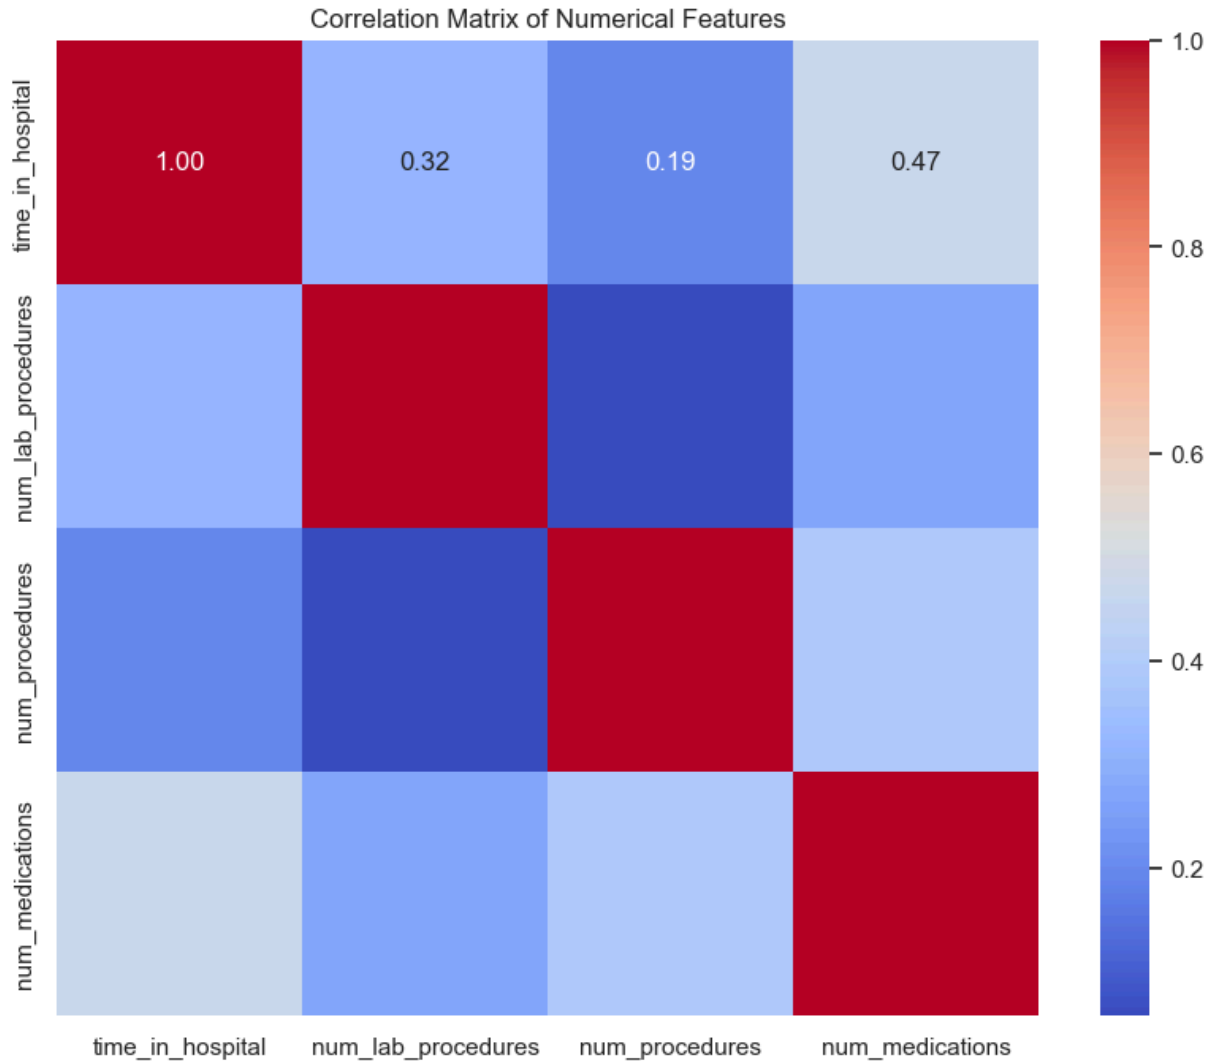 Correlation Matrix of Numerical Features
time_in_hospital
1.00 0.32 0.19 0.47
num_lab_procedures
num_procedures
num_medications
time_in_hospital num_lab_procedures num_procedures num_medications
1.0
0.8
0.6
0.4
0.2